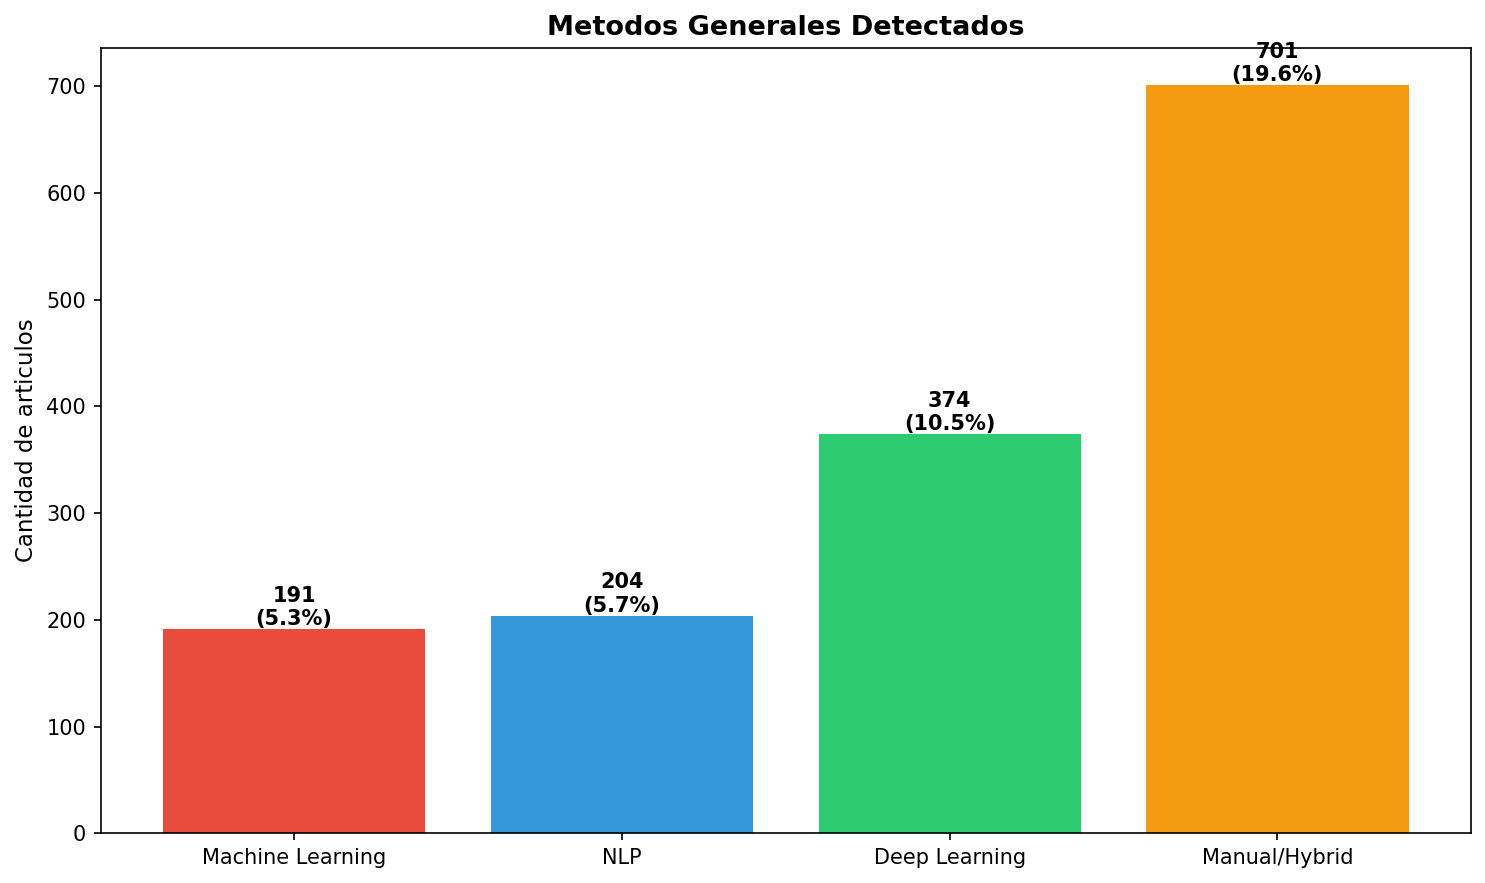 Metodos Generales Detectados
Cantidad de articulos
700
600
500
400
300
200
100
0
191
(5.3%)
204
(5.7%)
374
(10.5%)
701
(19.6%)
Machine Learning
NLP
Deep Learning
Manual/Hybrid